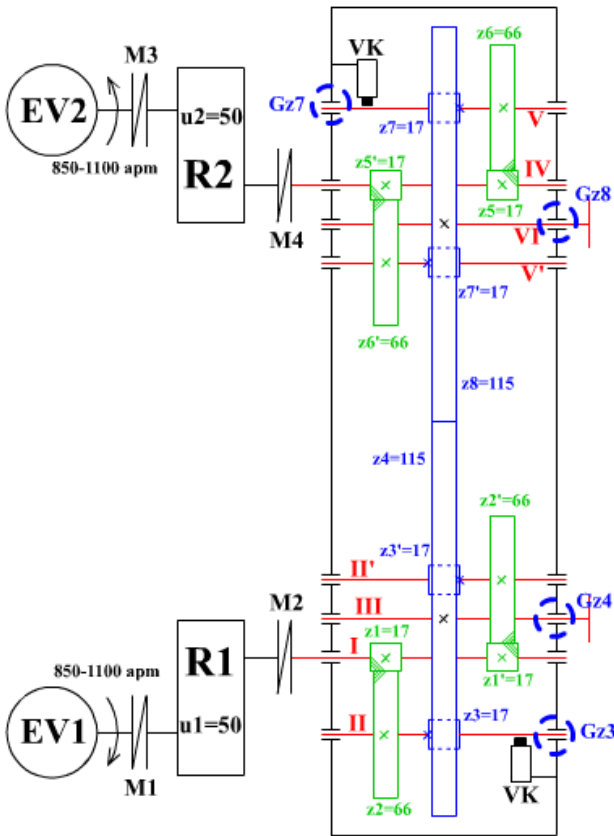 M3
VK
z6=66
EV2
Gz7
u2=50
z7=17
V
850-1100 apm
R2
z5'=17
IV
Gz8
z5=17
M4
VI
V'
z7'=17
z6'=66
z8=115
z4=115
z2'=66
z3'=17
II'
Gz4
M2
III
z1=17
850-1100 apm
R1
I
z1'=17
EV1
u1=50
II
z3=17
Gz3
M1
z2=66
VK